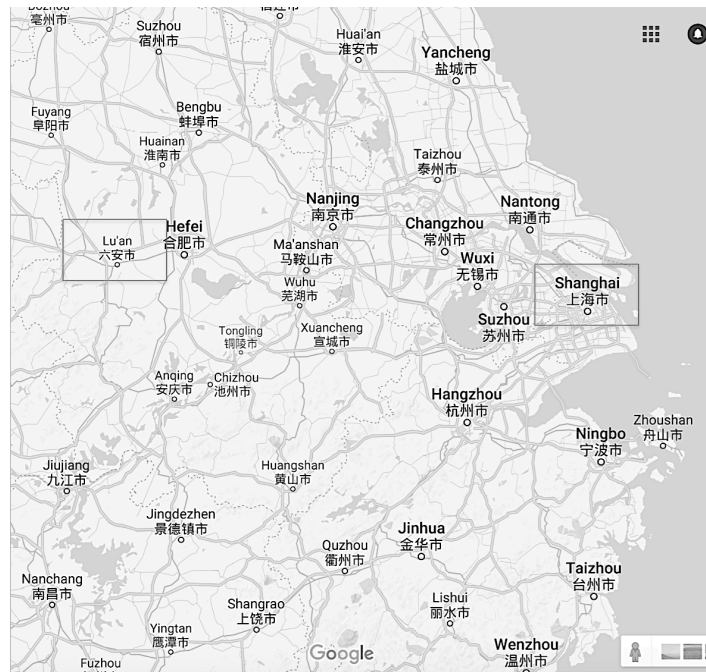 Bozhou
亳州市
Suzhou
宿州市
宿迁市
Huai'an
淮安市
Yancheng
盐城市
Fuyang
阜阳市
Bengbu
蚌埠市
Huainan
淮南市
Taizhou
泰州市
Nanjing
南京市
Nantong
南通市
Changzhou
常州市
Hefei
合肥市
Lu'an
六安市
Ma'anshan
马鞍山市
Wuxi
无锡市
Wuhu
芜湖市
Shanghai
上海市
Suzhou
苏州市
Tongling
铜陵市
Xuancheng
宣城市
Anqing
安庆市
Chizhou
池州市
Hangzhou
杭州市
Zhoushan
舟山市
Ningbo
宁波市
Jiujiang
九江市
Huangshan
黄山市
Jingdezhen
景德镇市
Jinhua
金华市
Quzhou
衢州市
Taizhou
台州市
Nanchang
南昌市
Shangrao
上饶市
Lishui
丽水市
Yingtan
鹰潭市
Google
Wenzhou
温州市
Fuzhou